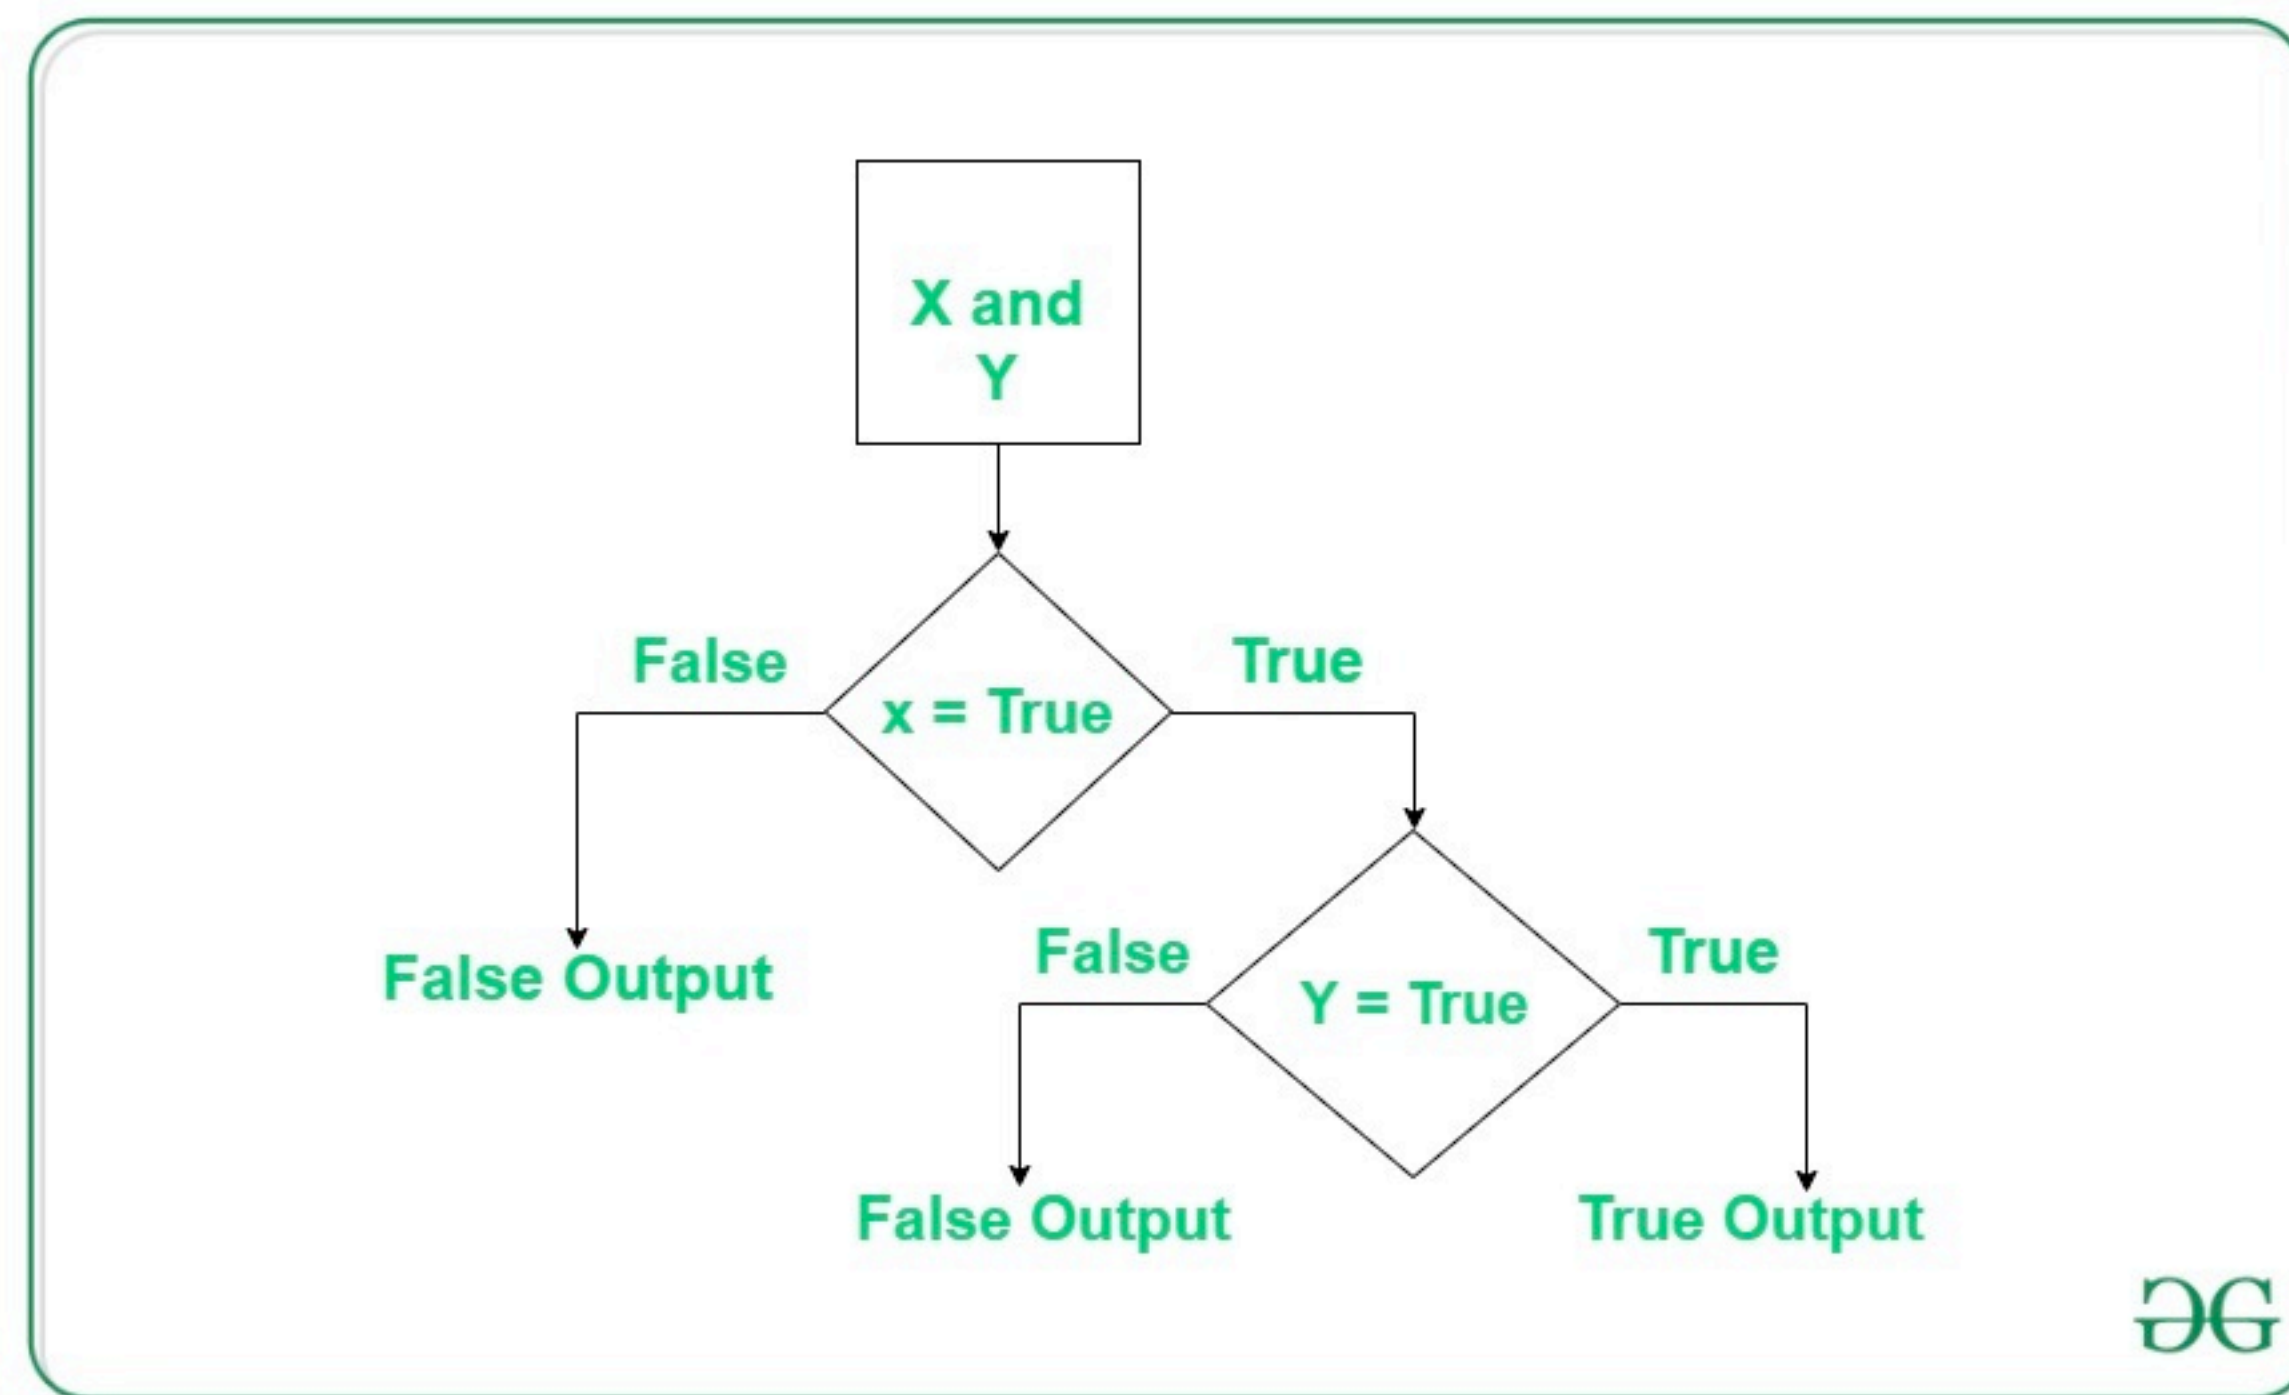 X and
Y
False
x = True
True
False Output
False
Y = True
True
False Output
True Output